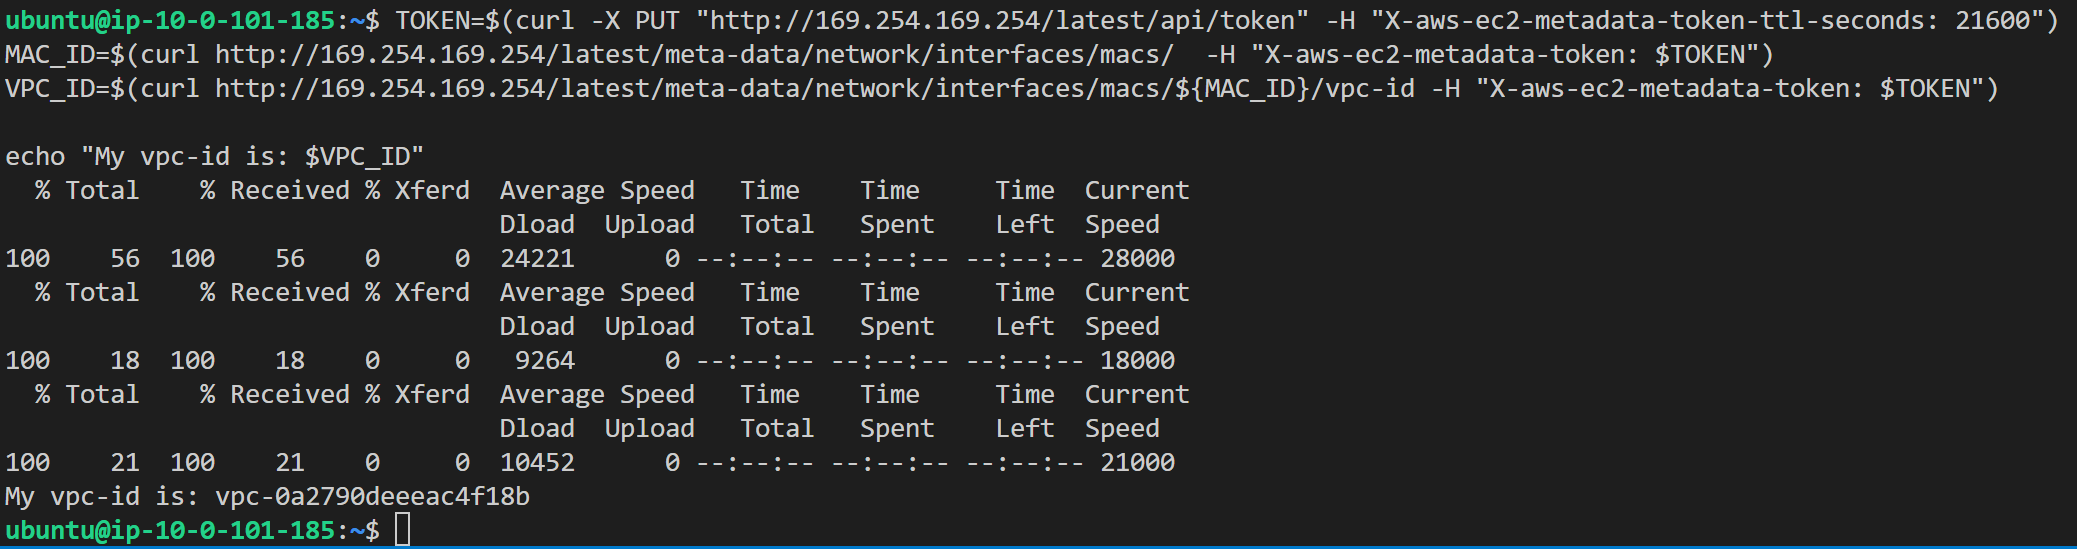 ubuntu@ip-10-0-101-185:~$ TOKEN=$(curl -X PUT "http://169.254.169.254/latest/api/token" -H "X-aws-ec2-metadata-token-ttl-seconds: 21600")
MAC_ID=$(curl http://169.254.169.254/latest/meta-data/network/interfaces/macs/  -H "X-aws-ec2-metadata-token: $TOKEN")
VPC_ID=$(curl http://169.254.169.254/latest/meta-data/network/interfaces/macs/${MAC_ID}/vpc-id -H "X-aws-ec2-metadata-token: $TOKEN")
echo "My vpc-id is: $VPC_ID"
  % Total    % Received % Xferd  Average Speed   Time    Time     Time  Current
                                 Dload  Upload   Total   Spent    Left  Speed
100    56  100    56    0     0  24221      0 --:--:-- --:--:-- --:--:-- 28000
  % Total    % Received % Xferd  Average Speed   Time    Time     Time  Current
                                 Dload  Upload   Total   Spent    Left  Speed
100    18  100    18    0     0   9264      0 --:--:-- --:--:-- --:--:-- 18000
  % Total    % Received % Xferd  Average Speed   Time    Time     Time  Current
                                 Dload  Upload   Total   Spent    Left  Speed
100    21  100    21    0     0  10452      0 --:--:-- --:--:-- --:--:-- 21000
My vpc-id is: vpc-0a2790deeeac4f18b
ubuntu@ip-10-0-101-185:~$